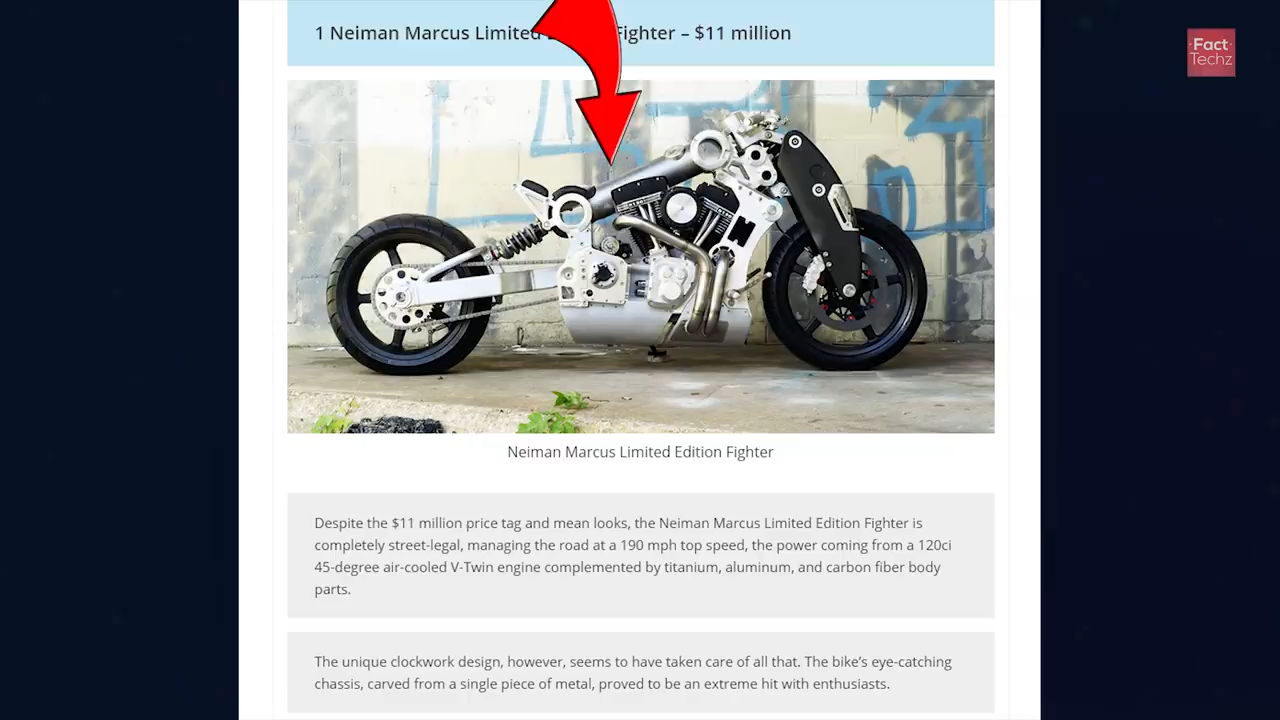 1 Neiman Marcus Limited Fighter – $11 million
Fact
Techz
Neiman Marcus Limited Edition Fighter
Despite the $11 million price tag and mean looks, the Neiman Marcus Limited Edition Fighter is
completely street-legal, managing the road at a 190 mph top speed, the power coming from a 120ci
45-degree air-cooled V-Twin engine complemented by titanium, aluminum, and carbon fiber body
parts.
The unique clockwork design, however, seems to have taken care of all that. The bike's eye-catching
chassis, carved from a single piece of metal, proved to be an extreme hit with enthusiasts.